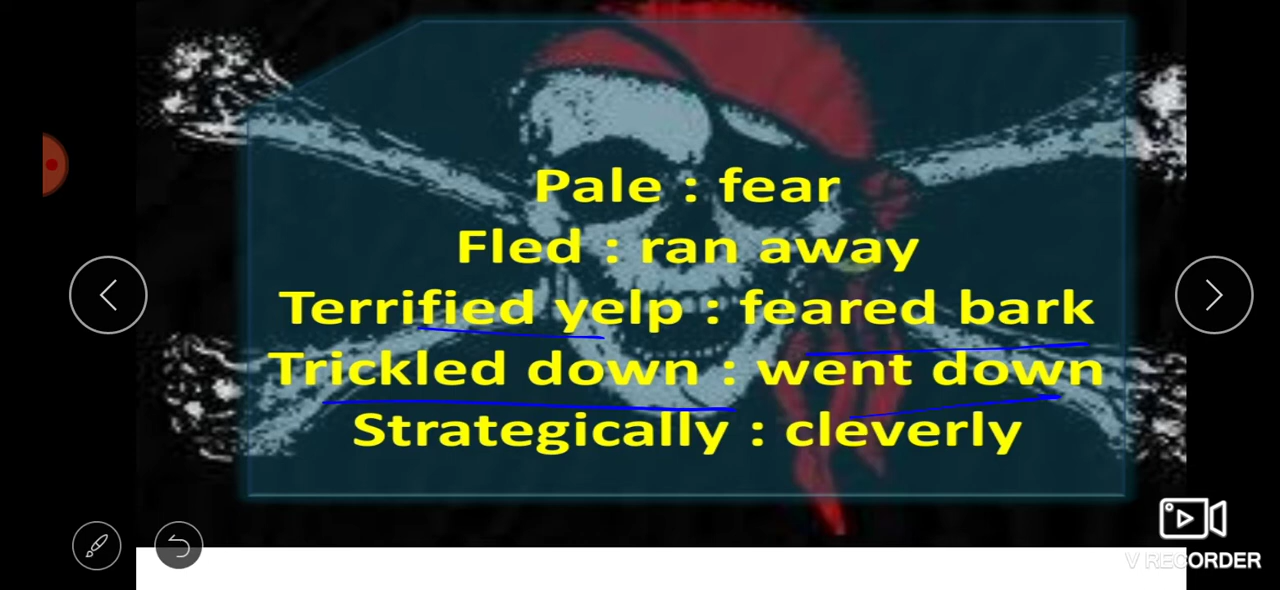 Pale : fear
Fled : ran away
Terrified yelp : feared bark
Trickled down : went down
Strategically : cleverly
V RECORDER